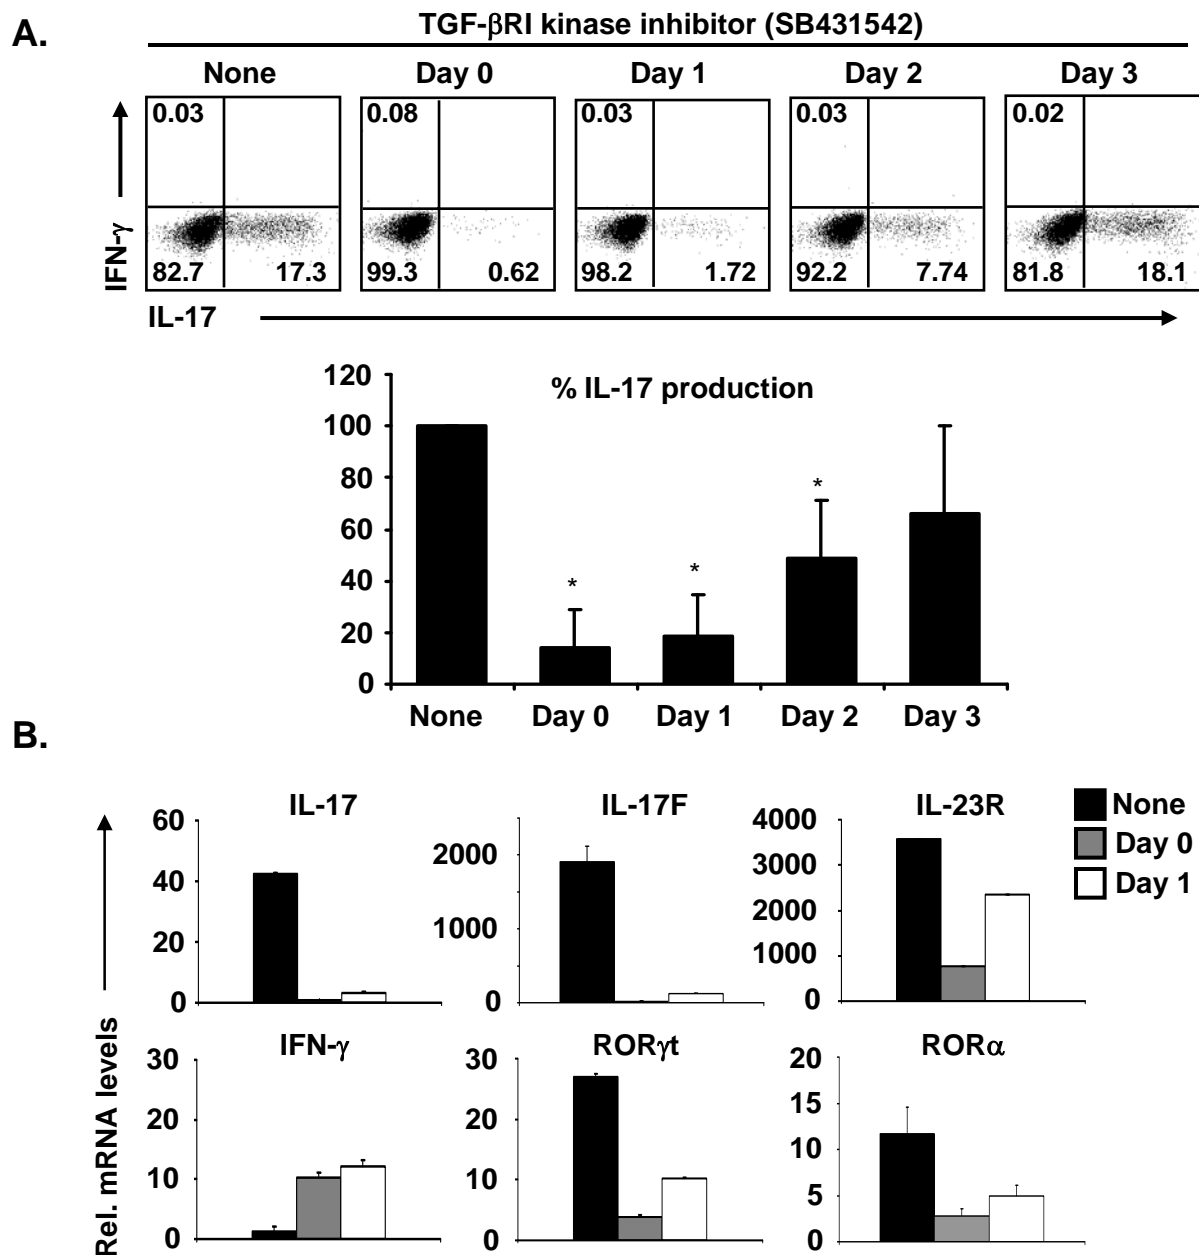 A.
TGF-βRI kinase inhibitor (SB431542)
None Day 0 Day 1 Day 2 Day 3
0.03 0.08 0.03 0.03 0.02
IFN-γ
82.7 17.3 99.3 0.62 98.2 1.72 92.2 7.74 81.8 18.1
IL-17
% IL-17 production
120
100
80
60
40
20
0
* * *
None Day 0 Day 1 Day 2 Day 3
B.
Rel. mRNA levels
IL-17
60
40
20
0
IL-17F
2000
1000
0
IL-23R
4000
3000
2000
1000
0
None
Day 0
Day 1
IFN-γ
30
20
10
0
RORγt
30
20
10
0
RORα
20
15
10
5
0